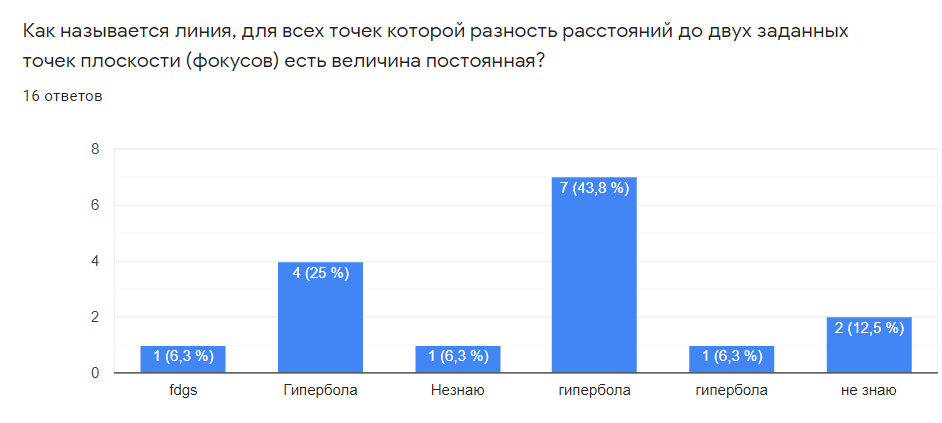 Как называется линия, для всех точек которой разность расстояний до двух заданных
точек плоскости (фокусов) есть величина постоянная?
16 ответов
8
6
4
2
0
1 (6,3 %)
4 (25 %)
1 (6,3 %)
7 (43,8 %)
1 (6,3 %)
2 (12,5 %)
fdgs
Гипербола
Незнаю
гипербола
гипербола
не знаю